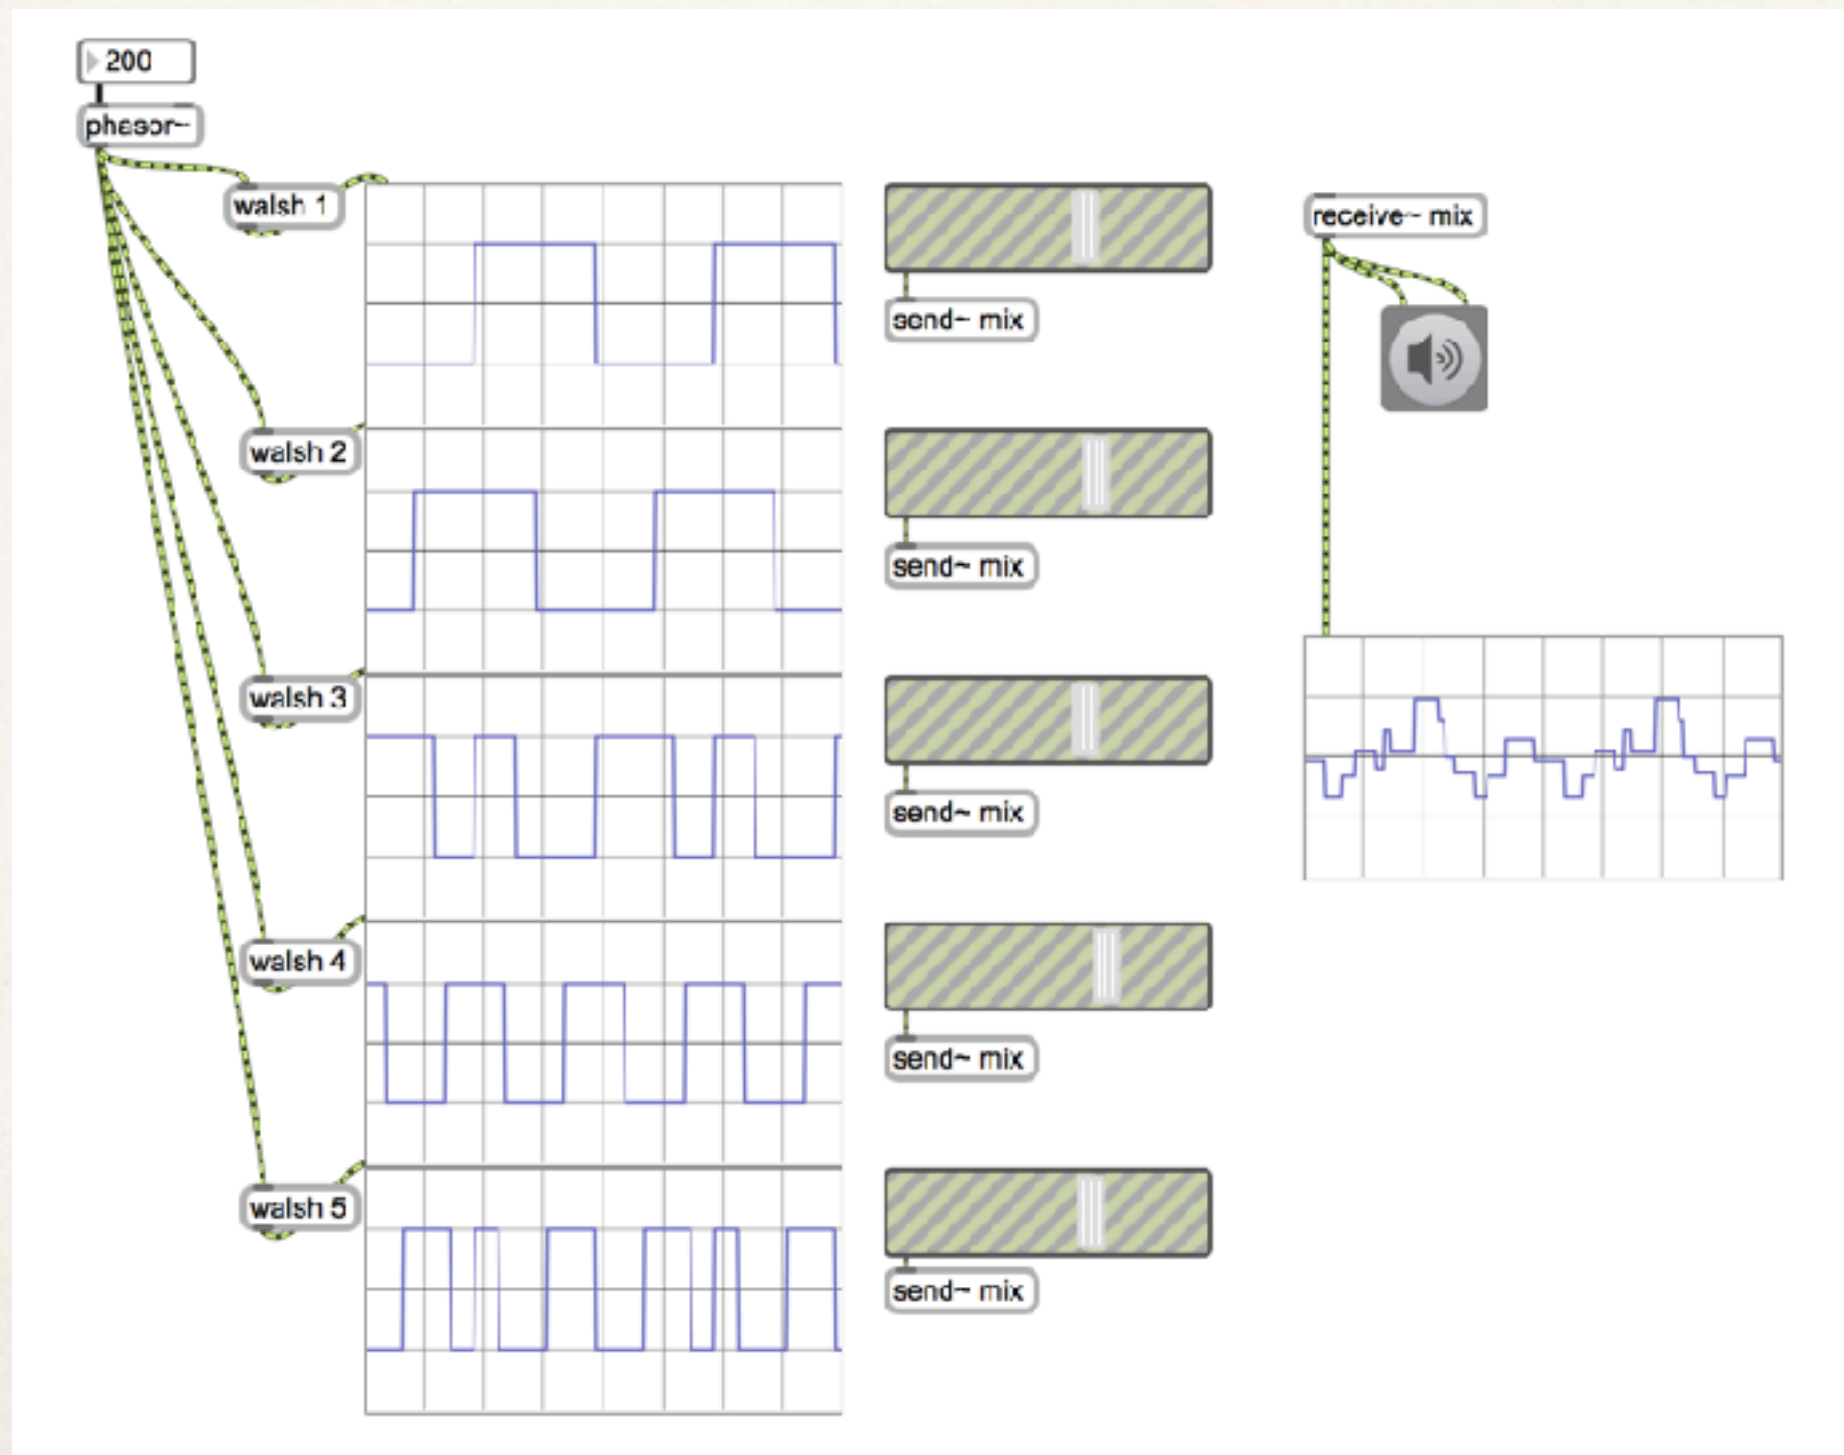 200
phasor~
walsh 1
walsh 2
walsh 3
walsh 4
walsh 5
send~ mix
send~ mix
send~ mix
send~ mix
send~ mix
receive~ mix